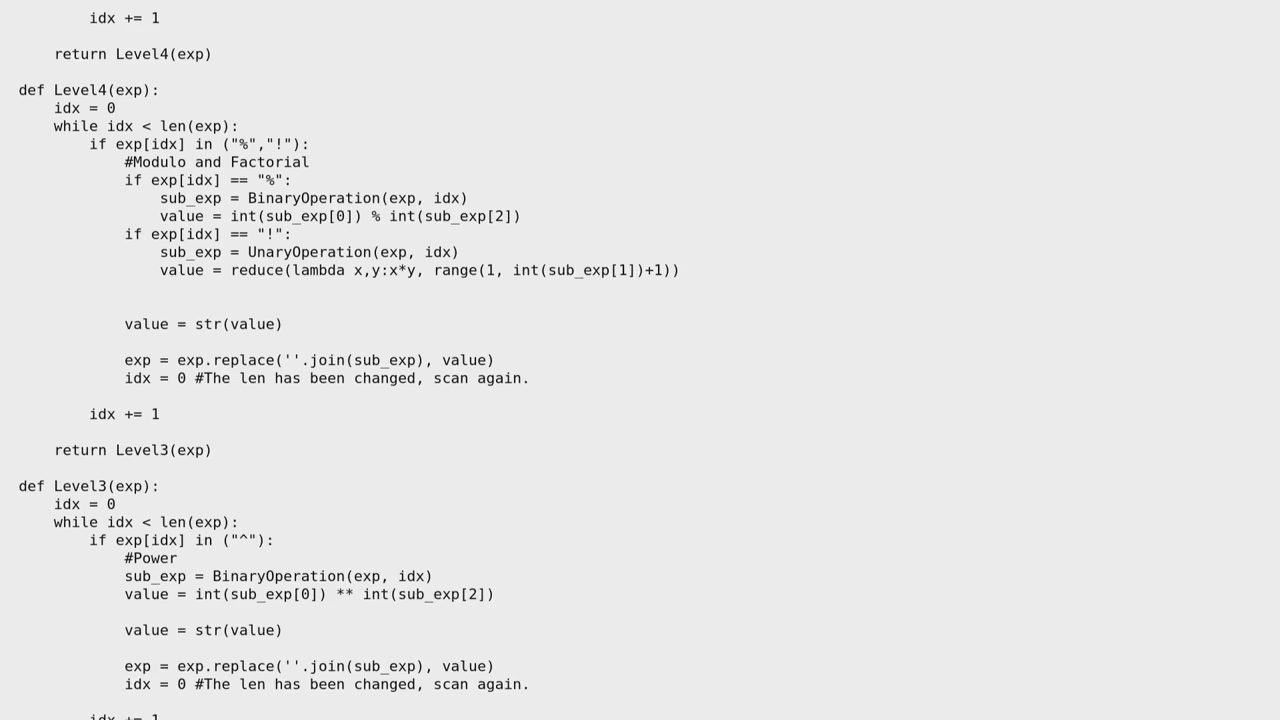 idx += 1
    return Level4(exp)
def Level4(exp):
    idx = 0
    while idx < len(exp):
        if exp[idx] in ("%","!"):
            #Modulo and Factorial
            if exp[idx] == "%":
                sub_exp = BinaryOperation(exp, idx)
                value = int(sub_exp[0]) % int(sub_exp[2])
            if exp[idx] == "!":
                sub_exp = UnaryOperation(exp, idx)
                value = reduce(lambda x,y:x*y, range(1, int(sub_exp[1])+1))
            value = str(value)
            exp = exp.replace(''.join(sub_exp), value)
            idx = 0 #The len has been changed, scan again.
        idx += 1
    return Level3(exp)
def Level3(exp):
    idx = 0
    while idx < len(exp):
        if exp[idx] in ("^"):
            #Power
            sub_exp = BinaryOperation(exp, idx)
            value = int(sub_exp[0]) ** int(sub_exp[2])
            value = str(value)
            exp = exp.replace(''.join(sub_exp), value)
            idx = 0 #The len has been changed, scan again.
        idx += 1